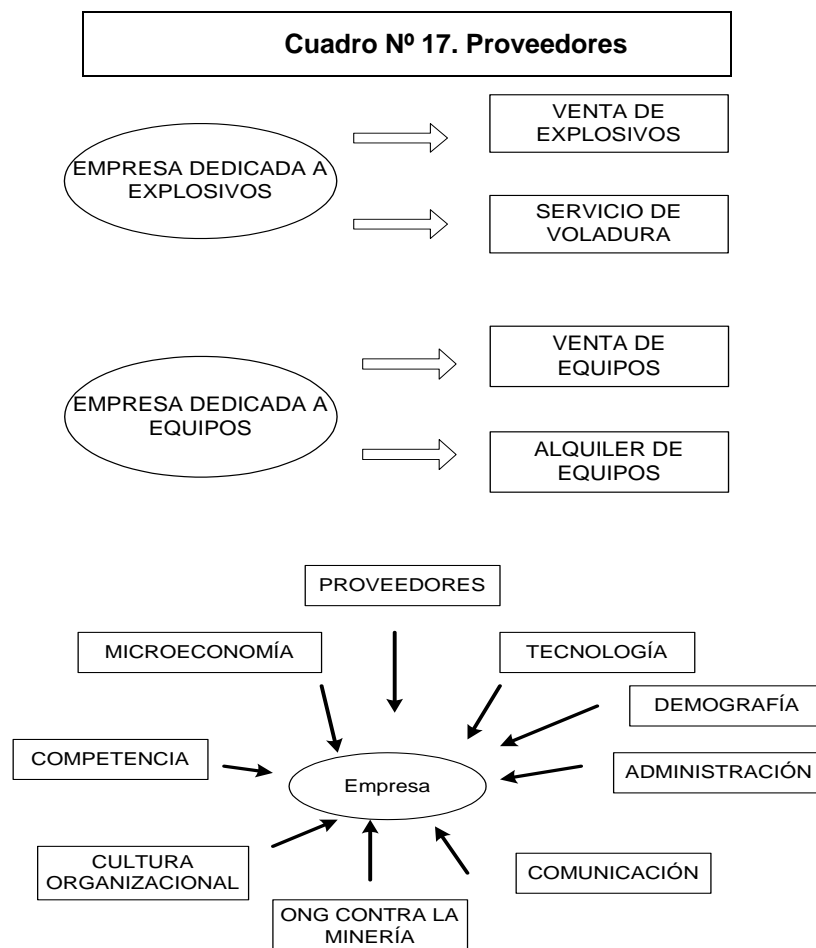 Cuadro Nº 17. Proveedores
EMPRESA DEDICADA A
EXPLOSIVOS
VENTA DE
EXPLOSIVOS
SERVICIO DE
VOLADURA
EMPRESA DEDICADA A
EQUIPOS
VENTA DE
EQUIPOS
ALQUILER DE
EQUIPOS
PROVEEDORES
MICROECONOMÍA
TECNOLOGÍA
DEMOGRAFÍA
COMPETENCIA
Empresa
ADMINISTRACIÓN
CULTURA
ORGANIZACIONAL
COMUNICACIÓN
ONG CONTRA LA
MINERÍA